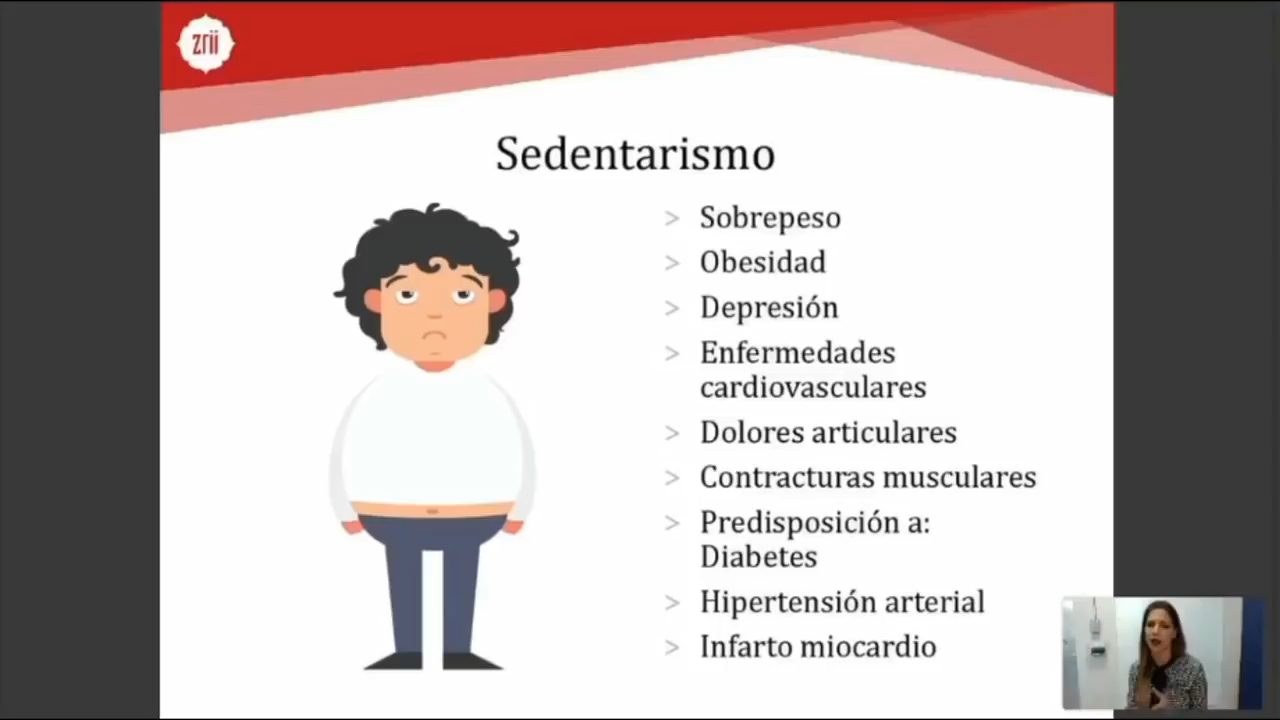 zrii
Sedentarismo
> Sobrepeso
> Obesidad
> Depresión
> Enfermedades
cardiovasculares
> Dolores articulares
> Contracturas musculares
> Predisposición a:
Diabetes
> Hipertensión arterial
> Infarto miocardio